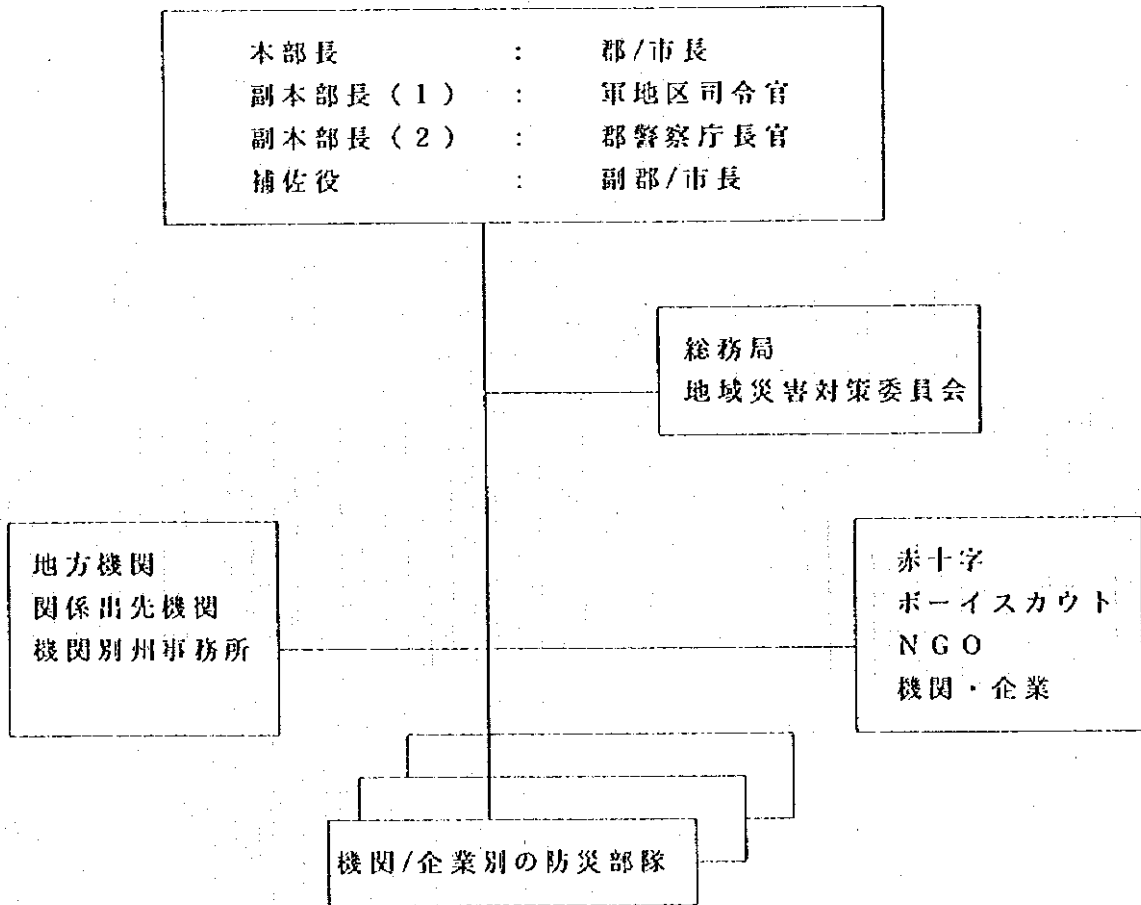 本部長 : 郡/市長
副本部長(1) : 軍地区司令官
副本部長(2) : 郡警察庁長官
補佐役 : 副郡/市長
総務局
地域災害対策委員会
地方機関
関係出先機関
機関別州事務所
赤十字
ボーイスカウト
NGO
機関・企業
機関/企業別の防災部隊